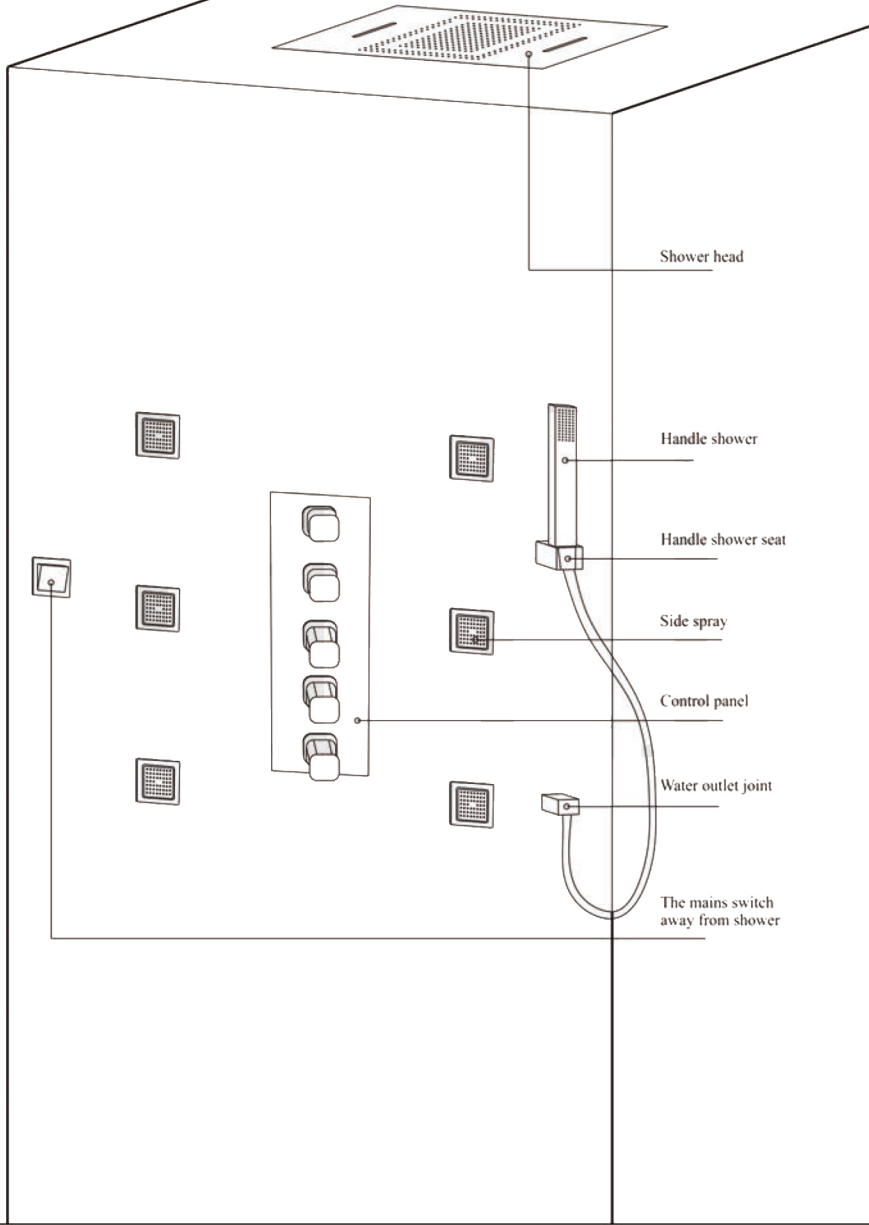 Shower head
Handle shower
Handle shower seat
Side spray
Control panel
Water outlet joint
The mains switch
away from shower